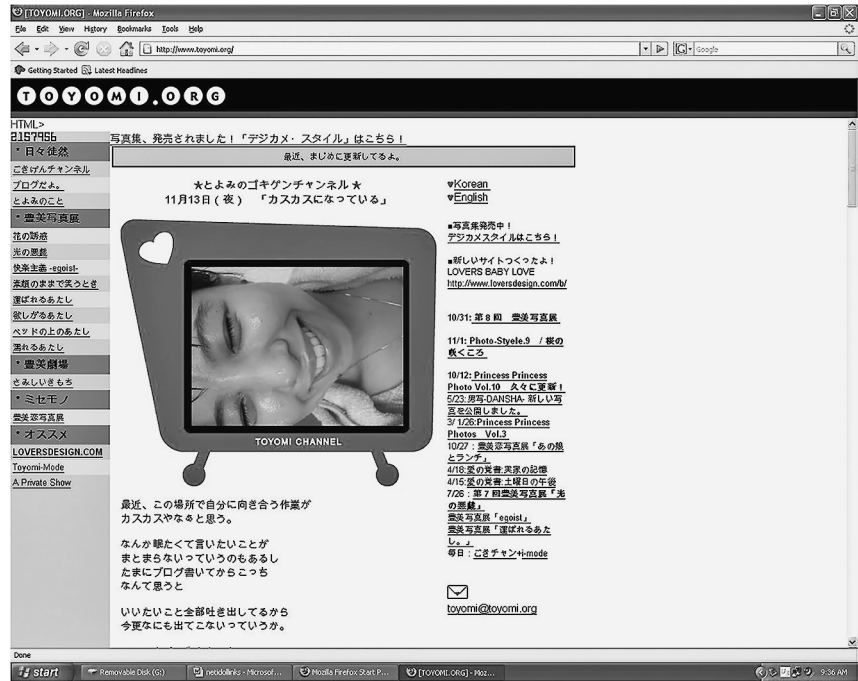 [TOYOMI.ORG] - Mozilla Firefox
File Edit View History Bookmarks Tools Help
http://www.toyomi.org/
Google
Getting Started Latest Headlines
TOYOMI.ORG
HTML>
2157956
・日々徒然
ごきげんチャンネル
ブログだよ。
とよみのこと
・豊美写真展
花の誘惑
光の悪戯
快楽主義 -egoist-
素顔のままで笑うとき
運ばれるあたし
欲しがるあたし
ベッドの上のあたし
濡れるあたし
・豊美劇場
さみしいきもち
・ミセモノ
豊美恋写真展
・オススメ
LOVERSDESIGN.COM
Toyomi-Mode
A Private Show
写真集、発売されました！「デジカメ・スタイル」はこちら！
最近、まじめに更新してるよ。
★とよみのゴキゲンチャンネル★
11月13日（夜） 「カスカスになっている」
TOYOMI CHANNEL
最近、この場所で自分に向き合う作業が
カスカスやなぁと思う。
なんか眠たくて言いたいことが
まとまらないっていうのもあるし
たまにブログ書いてからこっち
なんて思うと
いいたいこと全部吐き出してるから
今更なにも出てこないっていうか。
♥Korean
♥English
■写真集発売中！
デジカメスタイルはこちら！
■新しいサイトつくったよ！
LOVERS BABY LOVE
http://www.loversdesign.com/b/
10/31: 第８回 豊美写真展
11/1: Photo-Styele.9 / 桜の
咲くころ
10/12: Princess Princess
Photo Vol.10 久々に更新！
5/23:男写-DANSHA- 新しい写
真を公開しました。
3/ 1/26:Princess Princess
Photos Vol.3
10/27：豊美恋写真展「あの娘
とランチ」
4/18:愛の覚書:実家の記憶
4/15:愛の覚書:土曜日の午後
7/26：第７回豊美写真展「光
の悪戯」
豊美写真展「egoist」
豊美写真展「運ばれるあた
し。」
毎日：ごきチャン+i-mode
toyomi@toyomi.org
Done
start
Removable Disk (G:)
netidollinks - Microsof...
Mozilla Firefox Start P...
[TOYOMI.ORG] - Moz...
9:36 AM